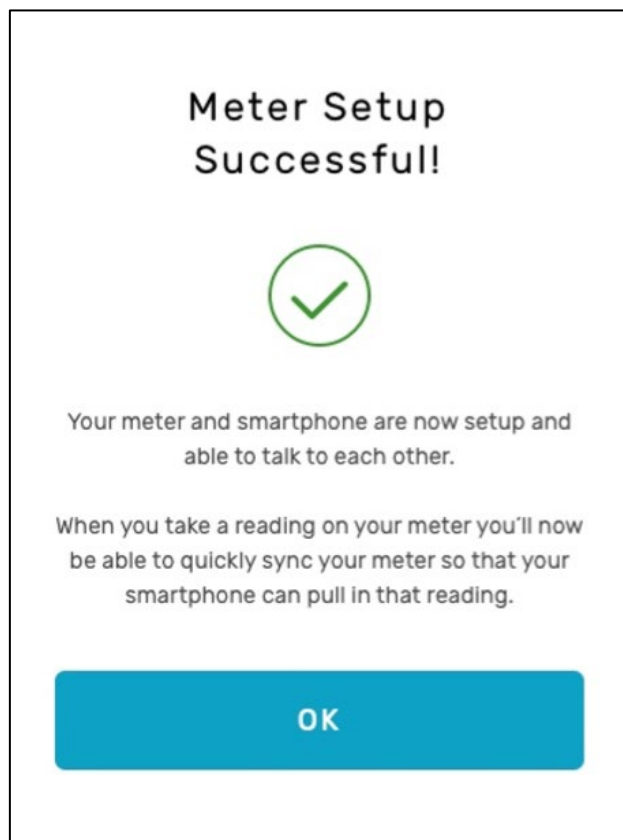 Meter Setup
Successful!
Your meter and smartphone are now setup and
able to talk to each other.
When you take a reading on your meter you'll now
be able to quickly sync your meter so that your
smartphone can pull in that reading.
OK